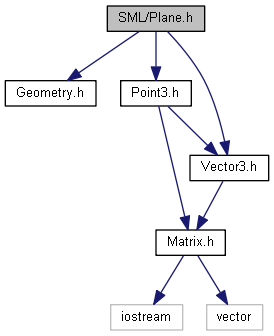 SML/Plane.h
Geometry.h
Point3.h
Vector3.h
Matrix.h
iostream
vector